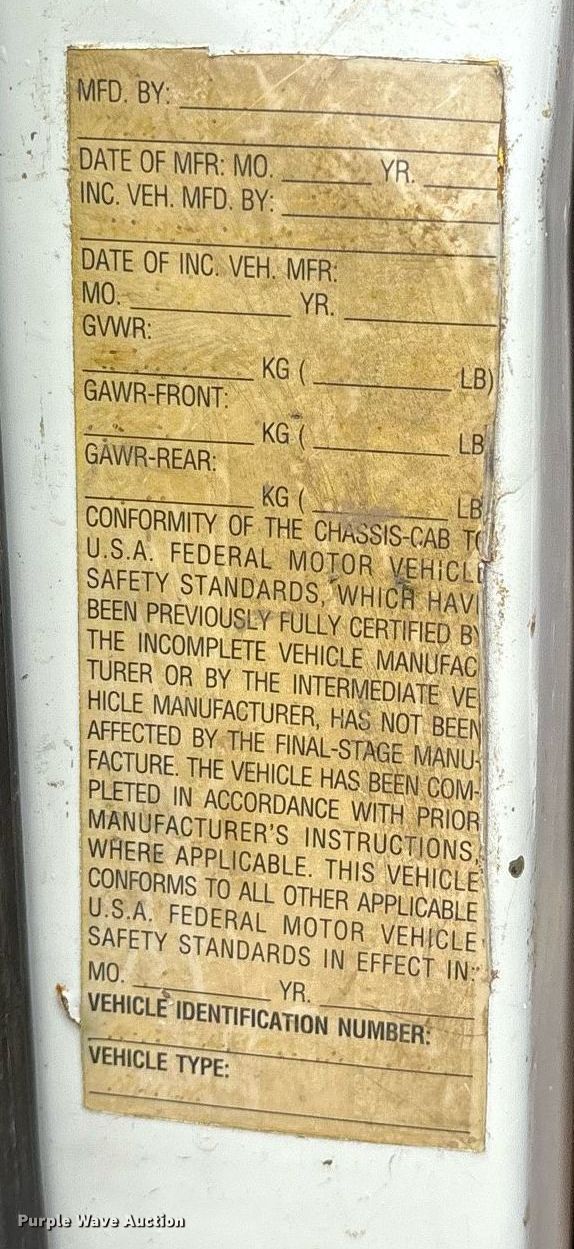 MFD. BY:
DATE OF MFR: MO. YR.
INC. VEH. MFD. BY:
DATE OF INC. VEH. MFR:
MO. YR.
GVWR:
KG ( LB)
GAWR-FRONT:
KG ( LB
GAWR-REAR:
KG ( LB
CONFORMITY OF THE CHASSIS-CAB TO
U.S.A. FEDERAL MOTOR VEHICLE
SAFETY STANDARDS, WHICH HAVE
BEEN PREVIOUSLY FULLY CERTIFIED BY
THE INCOMPLETE VEHICLE MANUFAC
TURER OR BY THE INTERMEDIATE VE
HICLE MANUFACTURER, HAS NOT BEEN
AFFECTED BY THE FINAL-STAGE MANU-
FACTURE. THE VEHICLE HAS BEEN COM-
PLETED IN ACCORDANCE WITH PRIOR
MANUFACTURER'S INSTRUCTIONS,
WHERE APPLICABLE. THIS VEHICLE
CONFORMS TO ALL OTHER APPLICABLE
U.S.A. FEDERAL MOTOR VEHICLE
SAFETY STANDARDS IN EFFECT IN:
MO. YR.
VEHICLE IDENTIFICATION NUMBER:
VEHICLE TYPE:
Purple Wave Auction